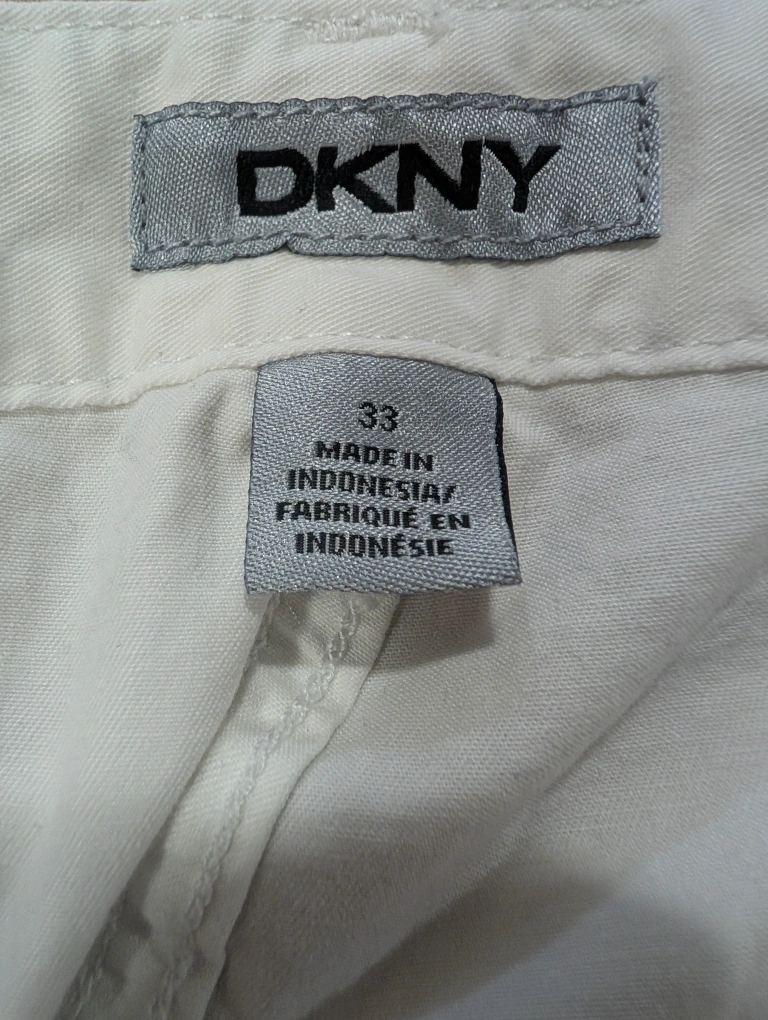 DKNY
33
MADE IN
INDONESIA/
FABRIQUÉ EN
INDONÉSIE